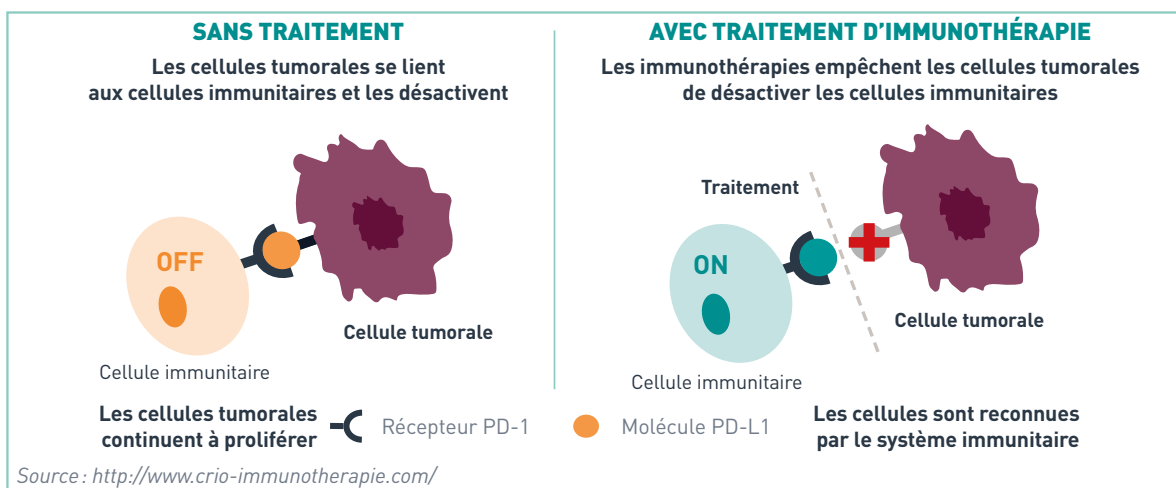 SANS TRAITEMENT
Les cellules tumorales se lient
aux cellules immunitaires et les désactivent
OFF
Cellule tumorale
Cellule immunitaire
Les cellules tumorales
continuent à proliférer
AVEC TRAITEMENT D'IMMUNOTHÉRAPIE
Les immunothérapies empêchent les cellules tumorales
de désactiver les cellules immunitaires
Traitement
ON
Cellule tumorale
Cellule immunitaire
Les cellules sont reconnues
par le système immunitaire
Récepteur PD-1
Molécule PD-L1
Source : http://www.crio-immunotherapie.com/